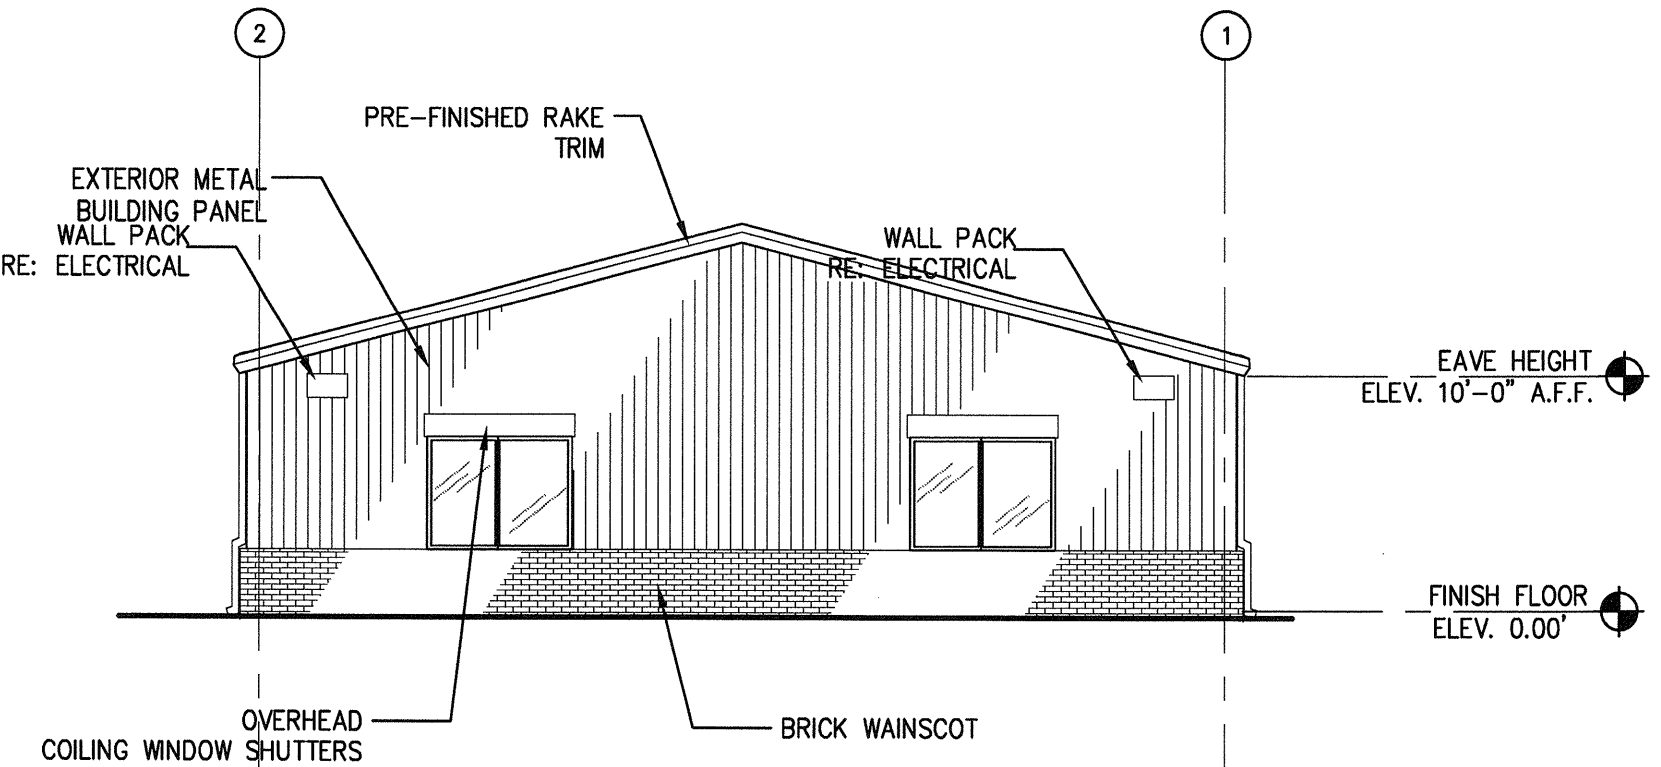 2
1
PRE-FINISHED RAKE
TRIM
EXTERIOR METAL
BUILDING PANEL
WALL PACK
RE: ELECTRICAL
WALL PACK
RE: ELECTRICAL
EAVE HEIGHT
ELEV. 10'-0" A.F.F.
FINISH FLOOR
ELEV. 0.00'
OVERHEAD
COILING WINDOW SHUTTERS
BRICK WAINSCOT